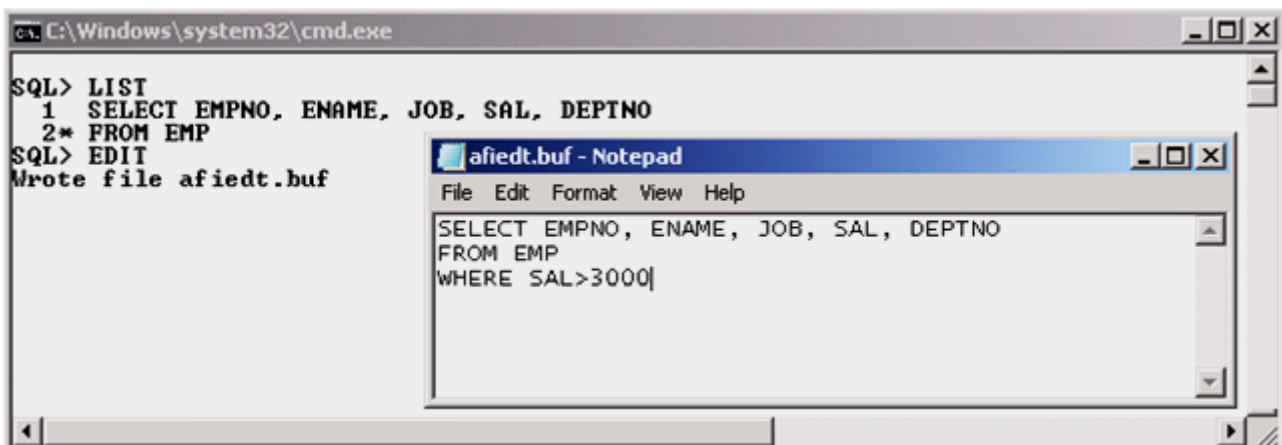 C:\Windows\system32\cmd.exe
SQL> LIST
1 SELECT EMPNO, ENAME, JOB, SAL, DEPTNO
2* FROM EMP
SQL> EDIT
Wrote file afiedt.buf
afiedt.buf - Notepad
File Edit Format View Help
SELECT EMPNO, ENAME, JOB, SAL, DEPTNO
FROM EMP
WHERE SAL>3000